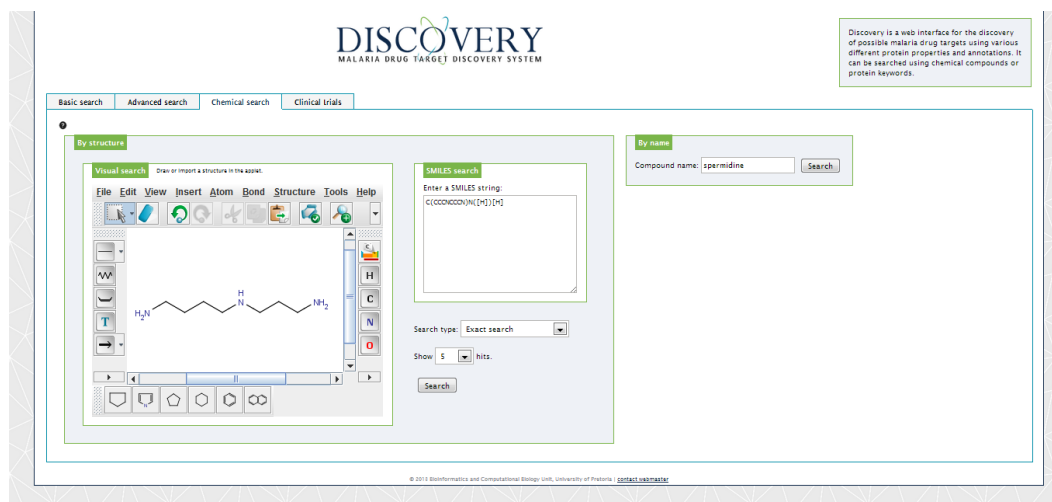 DISCOVERY
MALARIA DRUG TARGET DISCOVERY SYSTEM
Discovery is a web interface for the discovery
of possible malaria drug targets using various
different protein properties and annotations. It
can be searched using chemical compounds or
protein keywords.
Basic search Advanced search Chemical search Clinical trials
?
By structure
Visual search Draw or import a structure in the applet.
File Edit View Insert Atom Bond Structure Tools Help
H
C
T
N
O
H
N
H2N
NH2
N
SMILES search
Enter a SMILES string:
C(CCCNCCCN)N([H])[H]
Search type: Exact search
Show 5 hits.
Search
By name
Compound name: spermidine Search
© 2013 Bioinformatics and Computational Biology Unit, University of Pretoria | contact webmaster